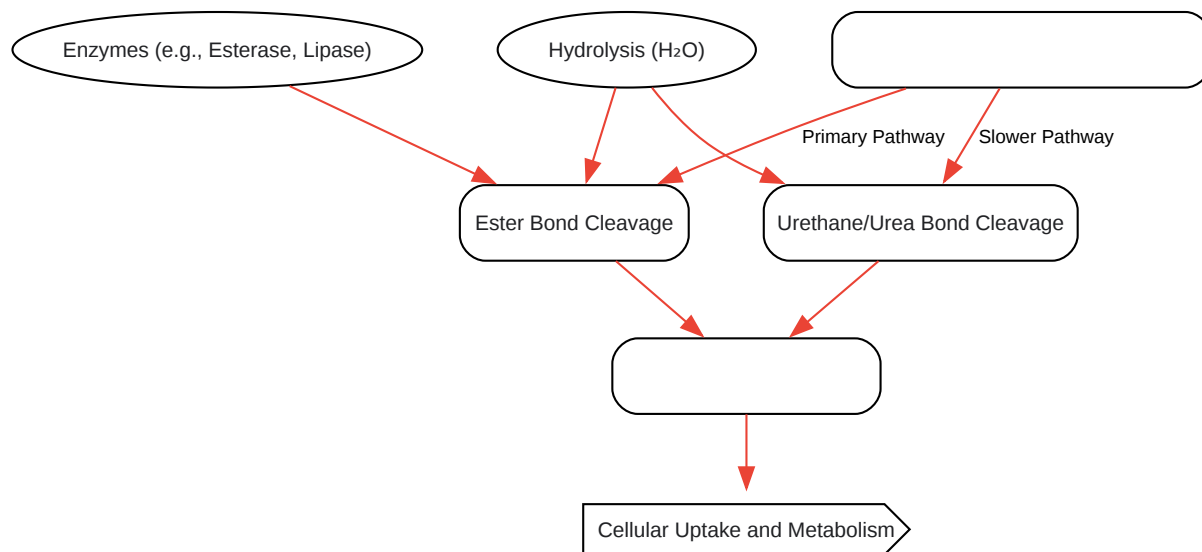 Enzymes (e.g., Esterase, Lipase)
Hydrolysis (H₂O)
Primary Pathway
Slower Pathway
Ester Bond Cleavage
Urethane/Urea Bond Cleavage
Cellular Uptake and Metabolism